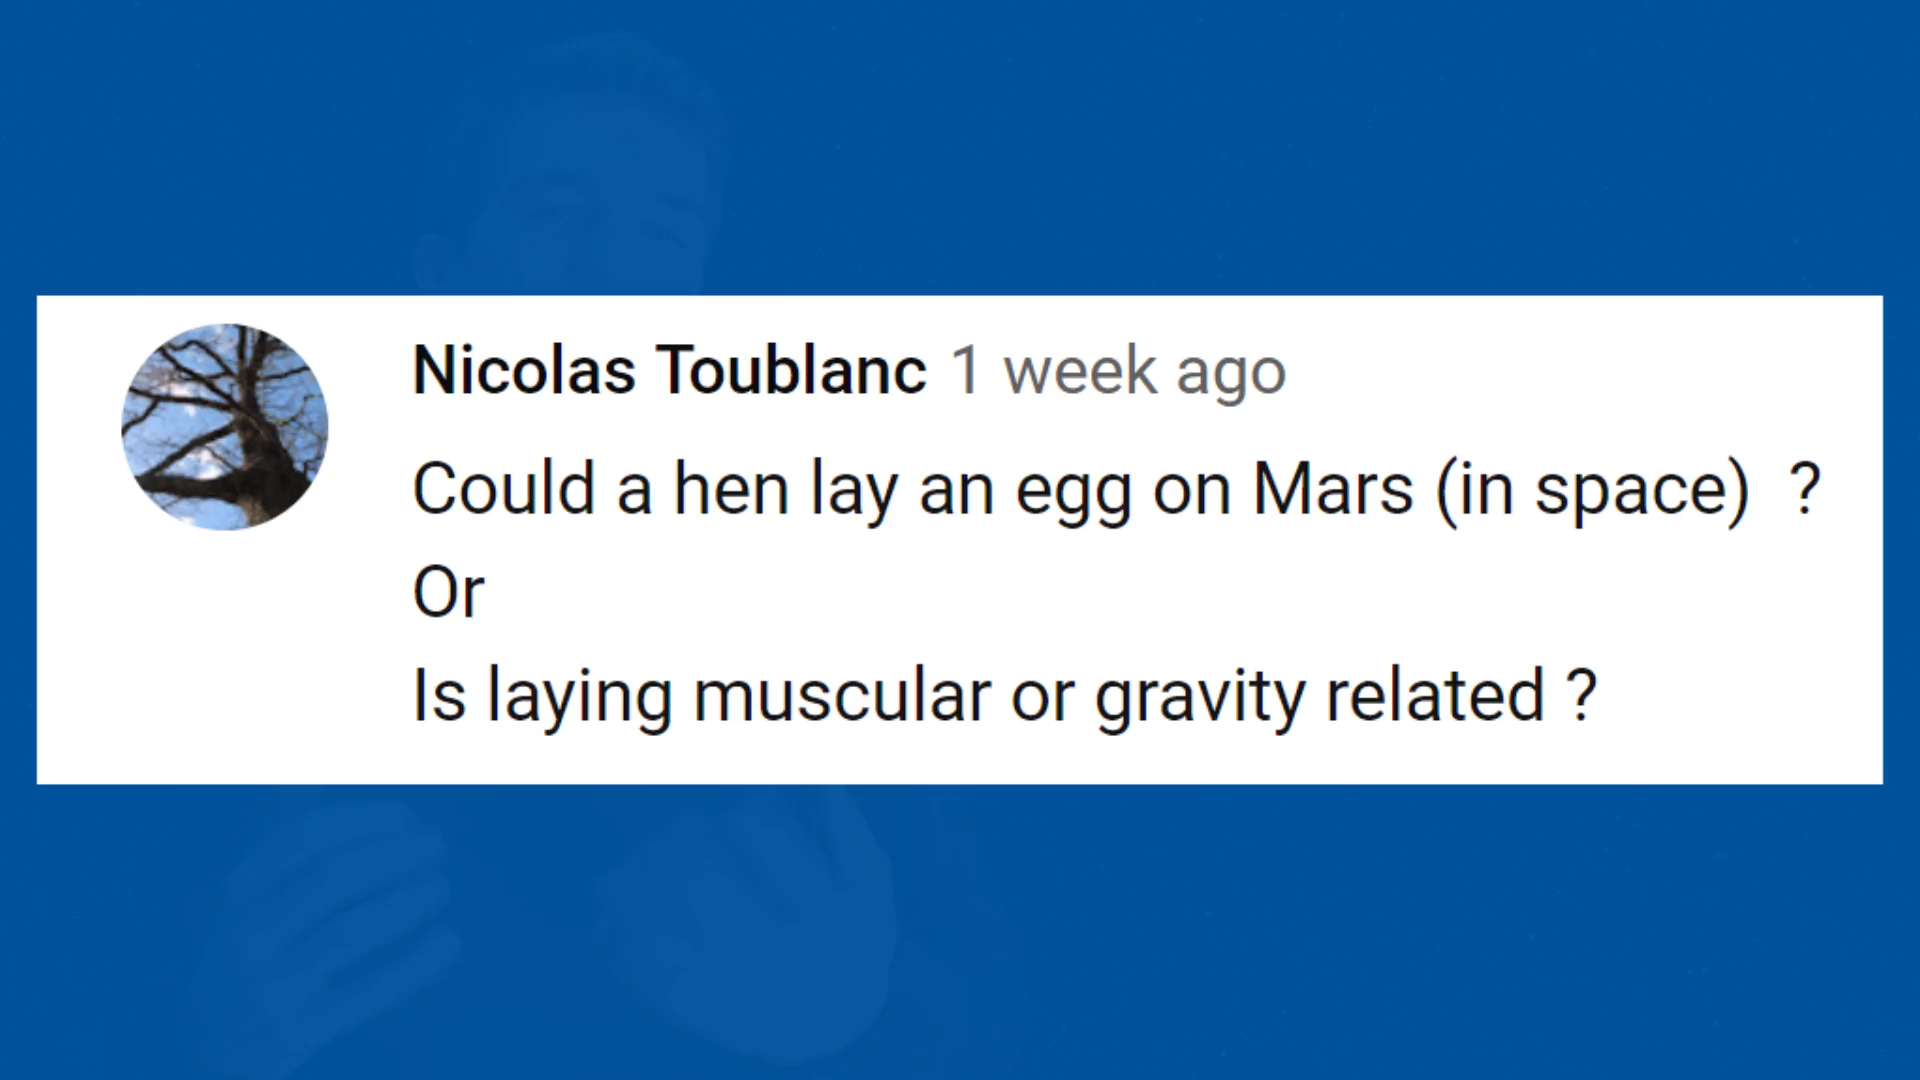 Nicolas Toublanc 1 week ago
Could a hen lay an egg on Mars (in space)  ?
Or
Is laying muscular or gravity related ?